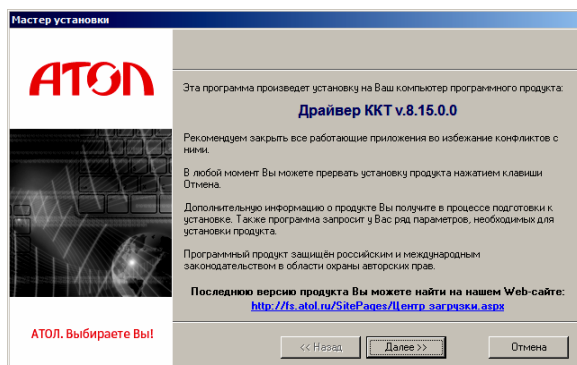 Мастер установки
АТОЛ
Эта программа произведет установку на Ваш компьютер программного продукта:
Драйвер ККТ v.8.15.0.0
Рекомендуем закрыть все работающие приложения во избежание конфликтов с
ними.
В любой момент Вы можете прервать установку продукта нажатием клавиши
Отмена.
Дополнительную информацию о продукте Вы получите в процессе подготовки к
установке. Также программа запросит у Вас ряд параметров, необходимых для
установки продукта.
Программный продукт защищён российским и международным
законодательством в области охраны авторских прав.
Последнюю версию продукта Вы можете найти на нашем Web-сайте:
http://fs.atol.ru/SitePages/Центр загрузки.aspx
АТОЛ. Выбираете Вы!
<< Назад
Далее >>
Отмена